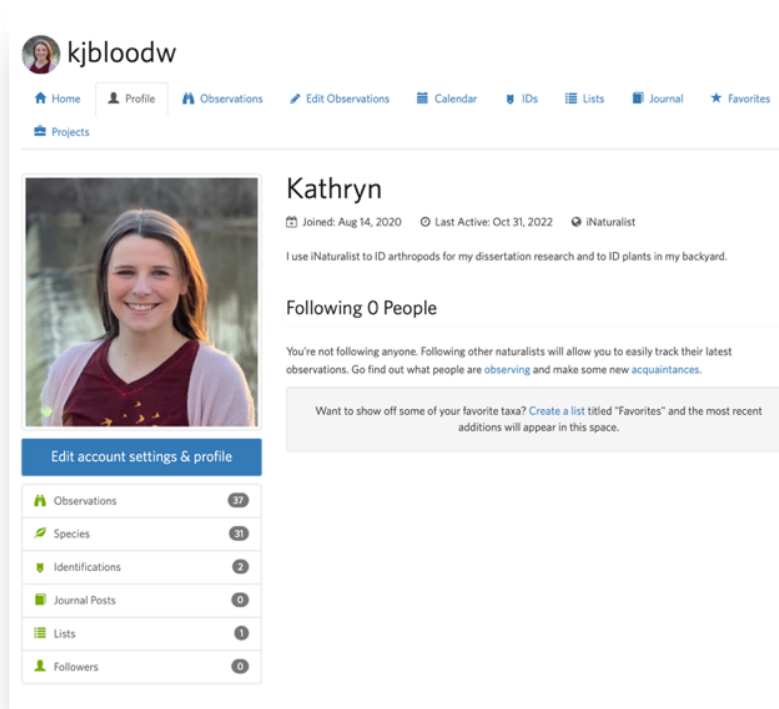 kjbloodw
Home Profile Observations Edit Observations Calendar IDs Lists Journal Favorites
Projects
Kathryn
Joined: Aug 14, 2020 Last Active: Oct 31, 2022 iNaturalist
I use iNaturalist to ID arthropods for my dissertation research and to ID plants in my backyard.
Following 0 People
You're not following anyone. Following other naturalists will allow you to easily track their latest
observations. Go find out what people are observing and make some new acquaintances.
Want to show off some of your favorite taxa? Create a list titled "Favorites" and the most recent
additions will appear in this space.
Edit account settings & profile
Observations 37
Species 31
Identifications 2
Journal Posts 0
Lists 1
Followers 0